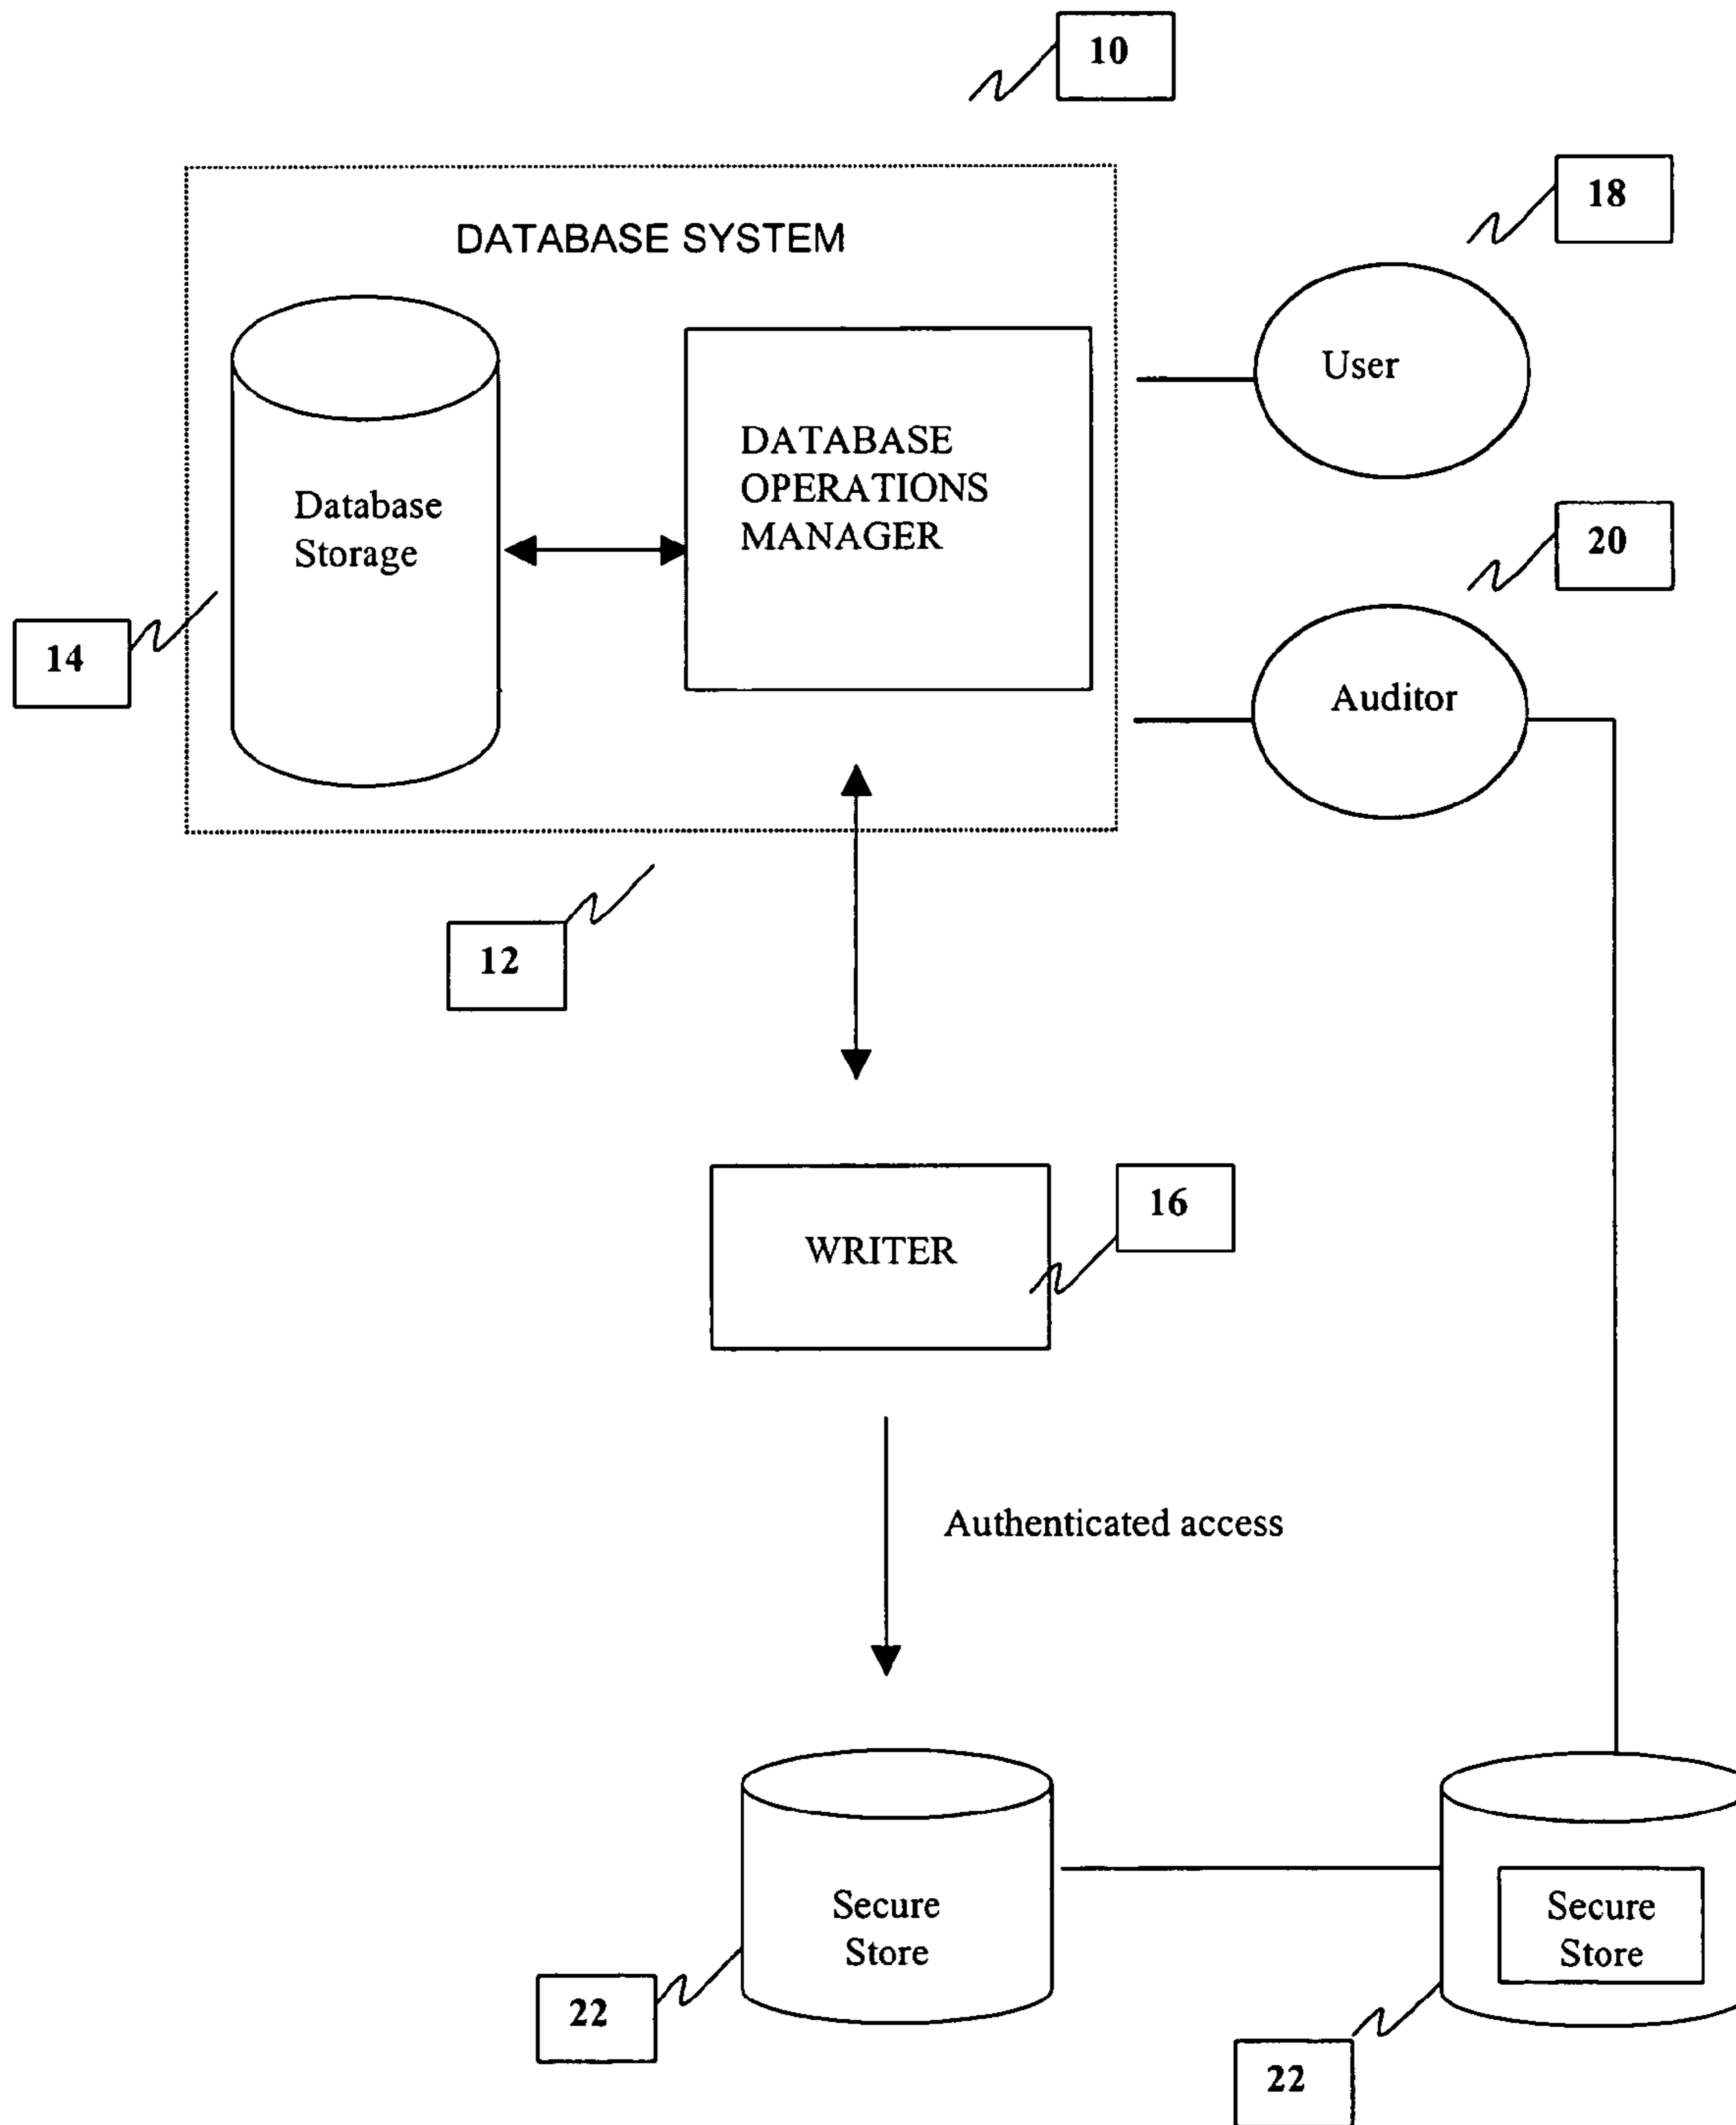 10
18
DATABASE SYSTEM
User
DATABASE
OPERATIONS
MANAGER
Database
Storage
20
14
Auditor
12
16
WRITER
Authenticated access
Secure
Store
Secure
Store
22
22